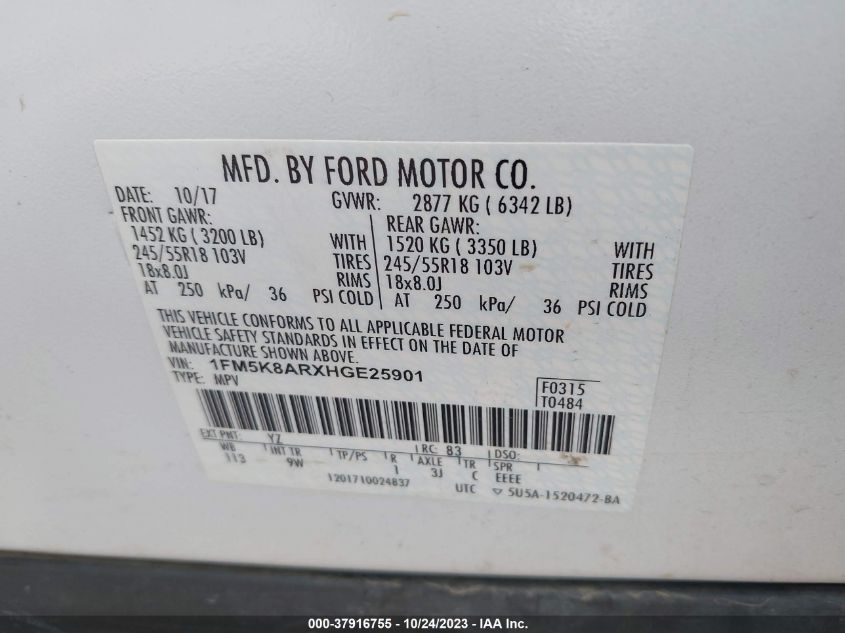 MFD. BY FORD MOTOR CO.
DATE: 10/17 GVWR: 2877 KG ( 6342 LB)
FRONT GAWR: REAR GAWR:
1452 KG ( 3200 LB) WITH 1520 KG ( 3350 LB) WITH
245/55R18 103V TIRES 245/55R18 103V TIRES
18x8.0J RIMS 18x8.0J RIMS
AT 250 kPa/ 36 PSI COLD AT 250 kPa/ 36 PSI COLD
THIS VEHICLE CONFORMS TO ALL APPLICABLE FEDERAL MOTOR
VEHICLE SAFETY STANDARDS IN EFFECT ON THE DATE OF
MANUFACTURE SHOWN ABOVE.
VIN: 1FM5K8ARXHGE25901
TYPE: MPV F0315
T0484
EXT PNT: YZ RC: 83 DSO:
WB INT TR TP/PS R AXLE TR SPR
113 9W 1 3J C EEEE
1201710024837 UTC ▽ 5U5A-1520472-BA
000-37916755 - 10/24/2023 - IAA Inc.